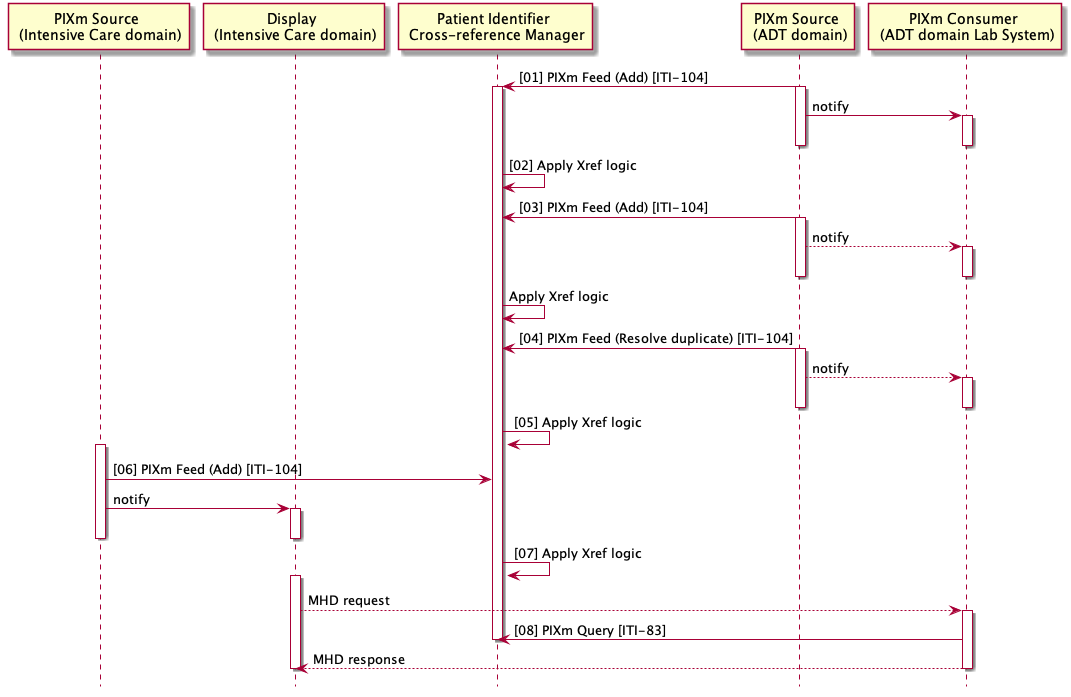 PIXm Source
(Intensive Care domain)
Display
(Intensive Care domain)
Patient Identifier
Cross-reference Manager
PIXm Source
(ADT domain)
PIXm Consumer
(ADT domain Lab System)
[01] PIXm Feed (Add) [ITI-104]
notify
[02] Apply Xref logic
[03] PIXm Feed (Add) [ITI-104]
notify
Apply Xref logic
[04] PIXm Feed (Resolve duplicate) [ITI-104]
notify
[05] Apply Xref logic
[06] PIXm Feed (Add) [ITI-104]
notify
[07] Apply Xref logic
MHD request
[08] PIXm Query [ITI-83]
MHD response